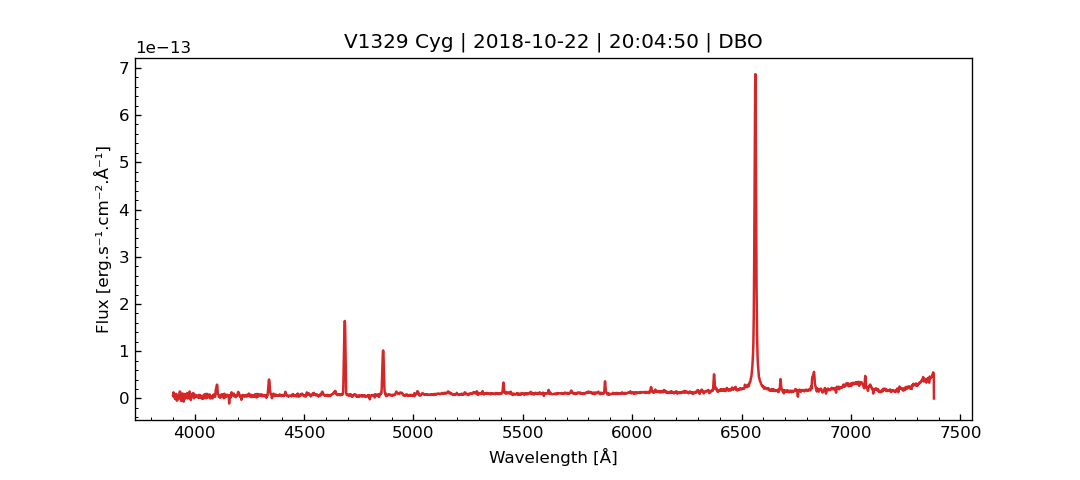 V1329 Cyg | 2018-10-22 | 20:04:50 | DBO
1e−13
7
6
5
4
3
2
1
0
Flux [erg.s⁻¹.cm⁻².Å⁻¹]
4000 4500 5000 5500 6000 6500 7000 7500
Wavelength [Å]